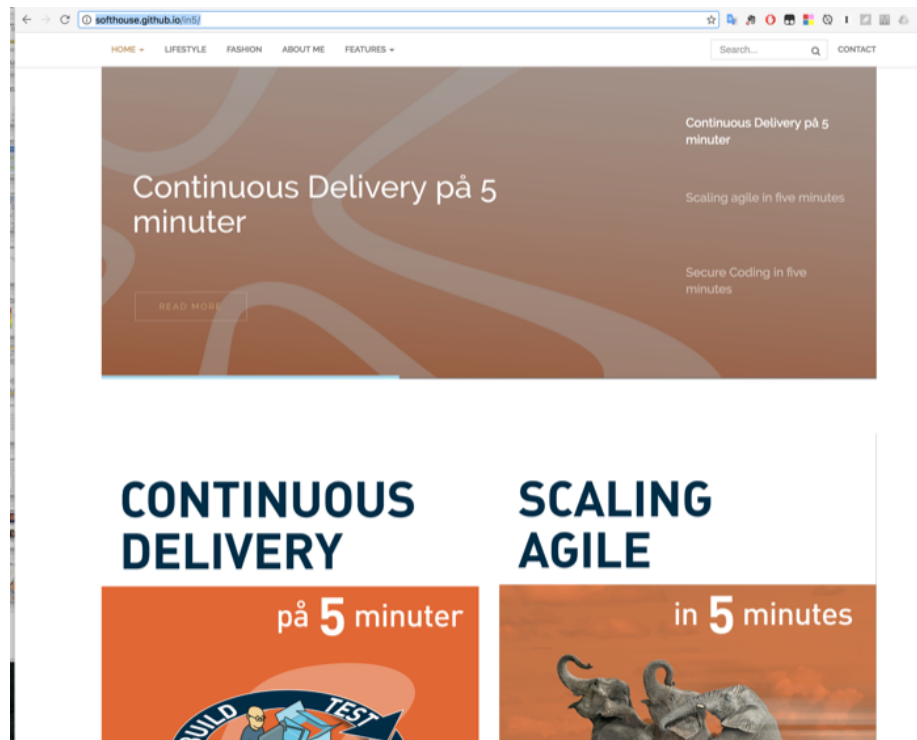 softhouse.github.io/in5/
HOME LIFESTYLE FASHION ABOUT ME FEATURES Search... CONTACT
Continuous Delivery på 5
minuter
READ MORE
Continuous Delivery på 5
minuter
Scaling agile in five minutes
Secure Coding in five
minutes
CONTINUOUS
DELIVERY
på 5 minuter
BUILD TEST
SCALING
AGILE
in 5 minutes